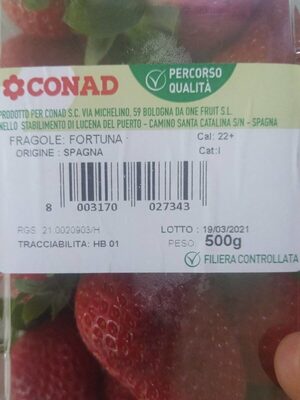 CONAD
PERCORSO
QUALITÀ
PRODOTTO PER CONAD S.C. VIA MICHELINO, 59 BOLOGNA DA ONE FRUIT S.L.
NELLO STABILIMENTO DI LUCENA DEL PUERTO - CAMINO SANTA CATALINA S/N - SPAGNA
FRAGOLE: FORTUNA
Cal: 22+
ORIGINE : SPAGNA
Cat:I
8 003170 027343
RGS 21.0020903/H
LOTTO : 19/03/2021
TRACCIABILITA: HB 01
PESO 500g
FILIERA CONTROLLATA